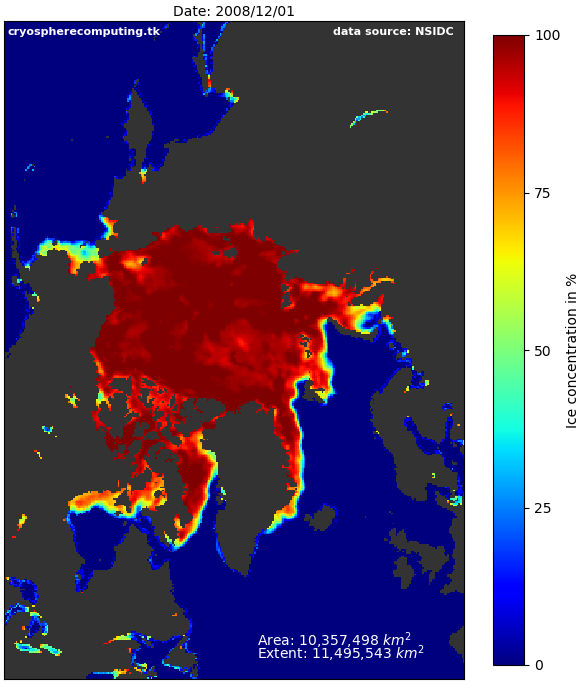 Date: 2008/12/01
cryospherecomputing.tk
data source: NSIDC
100
75
50
25
0
Ice concentration in %
Area: 10,357,498 km²
Extent: 11,495,543 km²